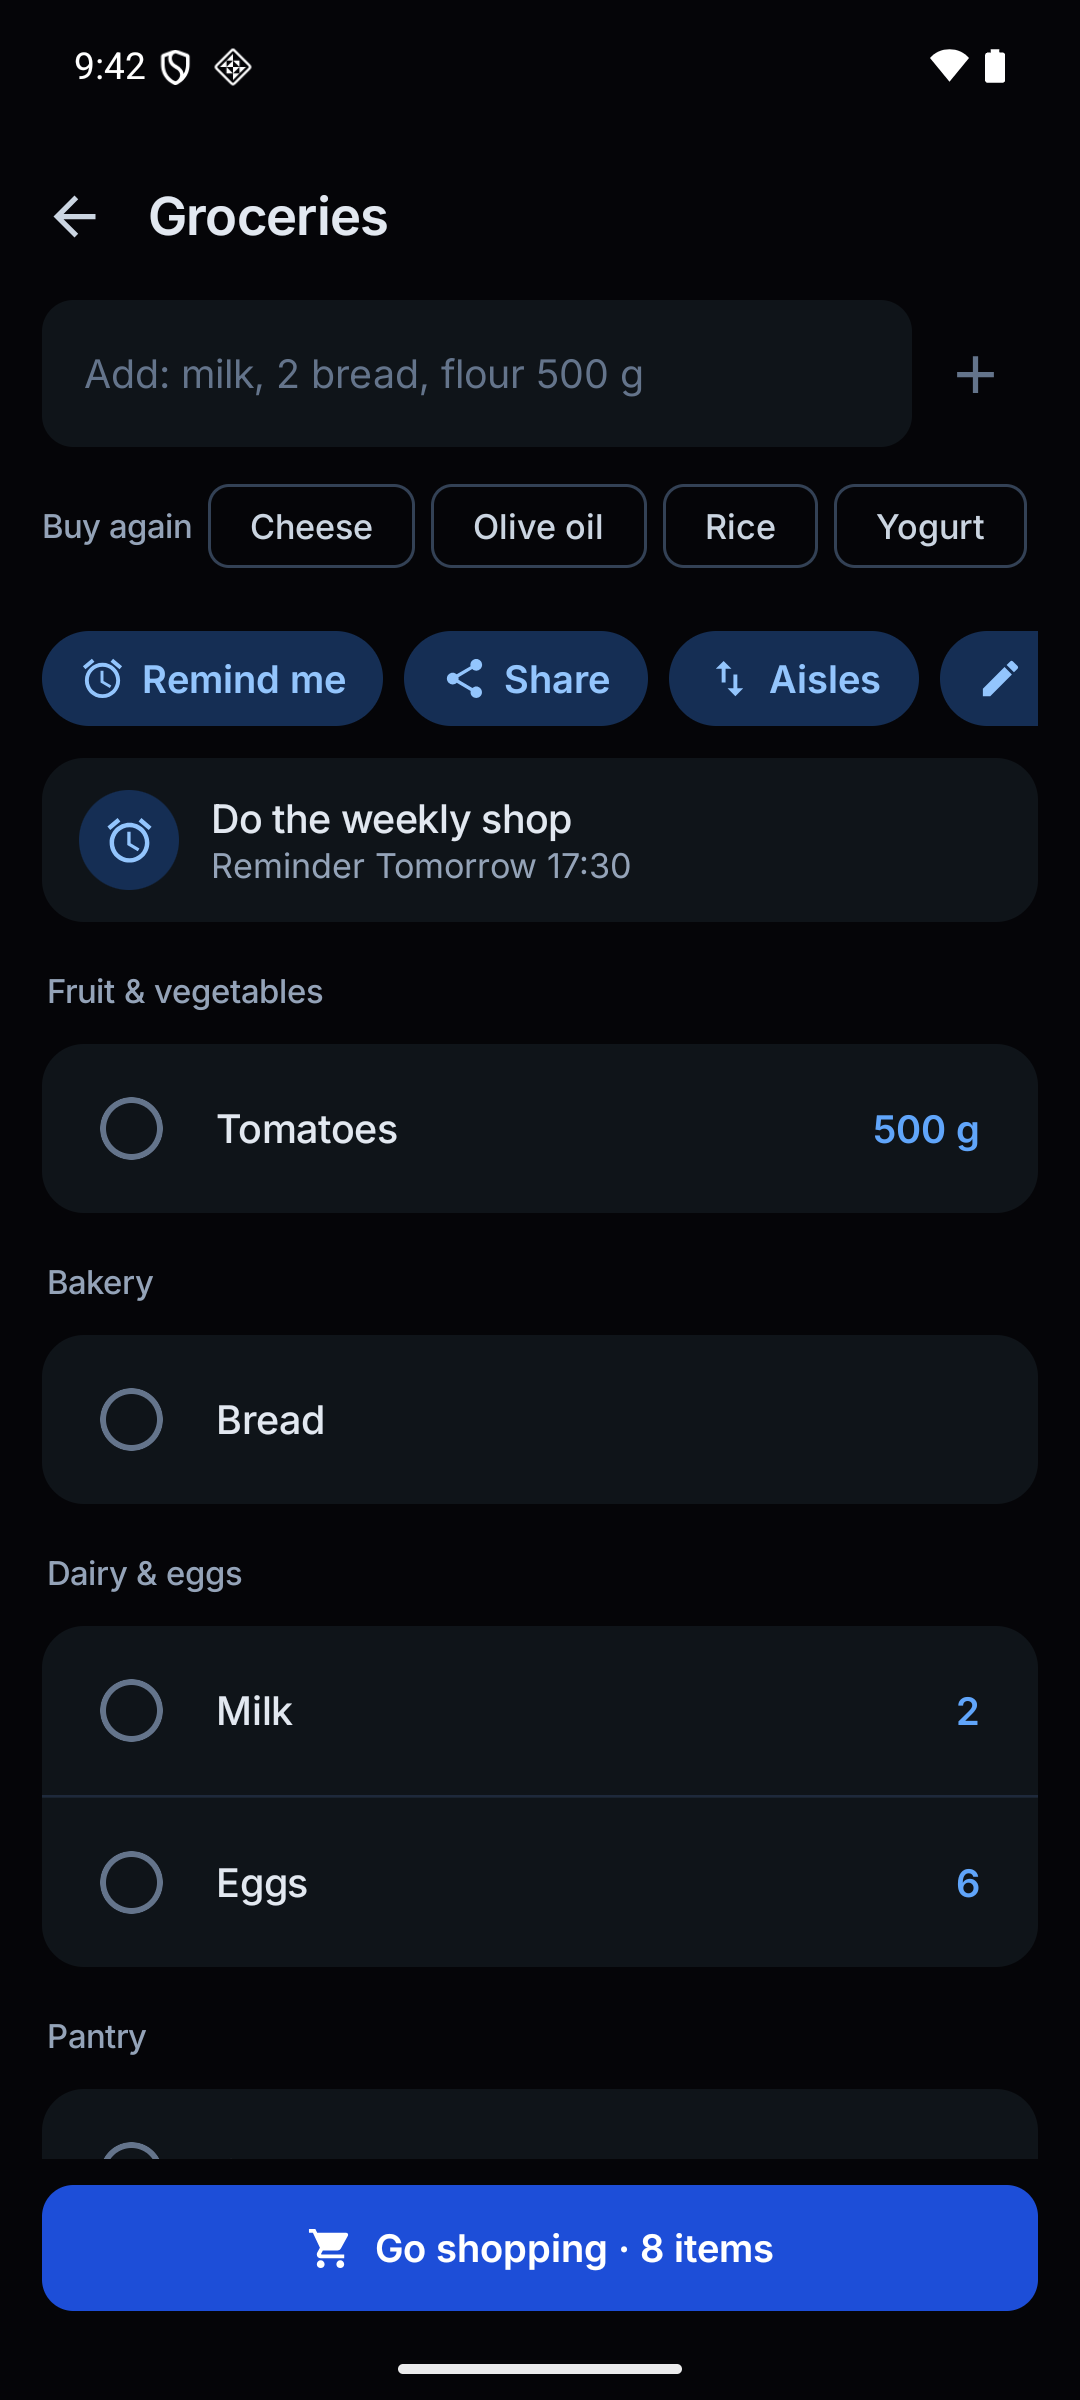 9:42
Groceries
Add: milk, 2 bread, flour 500 g
Buy again Cheese Olive oil Rice Yogurt
Remind me Share Aisles
Do the weekly shop
Reminder Tomorrow 17:30
Fruit & vegetables
Tomatoes 500 g
Bakery
Bread
Dairy & eggs
Milk 2
Eggs 6
Pantry
Go shopping · 8 items